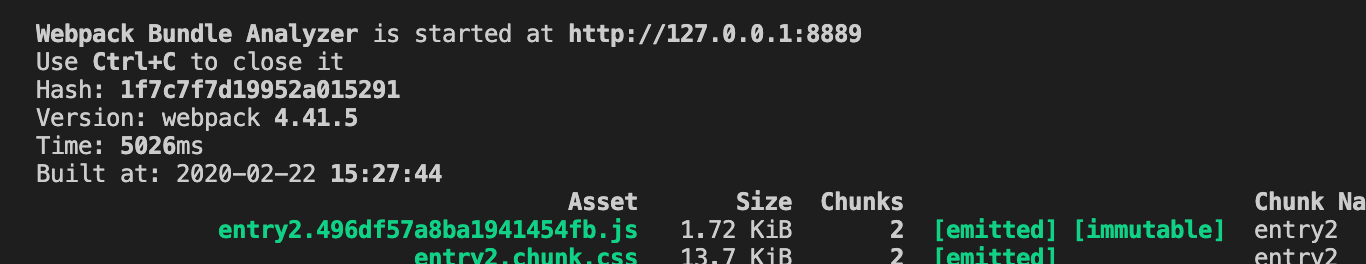 Webpack Bundle Analyzer is started at http://127.0.0.1:8889
Use Ctrl+C to close it
Hash: 1f7c7f7d19952a015291
Version: webpack 4.41.5
Time: 5026ms
Built at: 2020-02-22 15:27:44
Asset Size Chunks Chunk Na
entry2.496df57a8ba1941454fb.js 1.72 KiB 2 [emitted] [immutable] entry2
entry2.chunk.css 13.7 KiB 2 [emitted] entry2